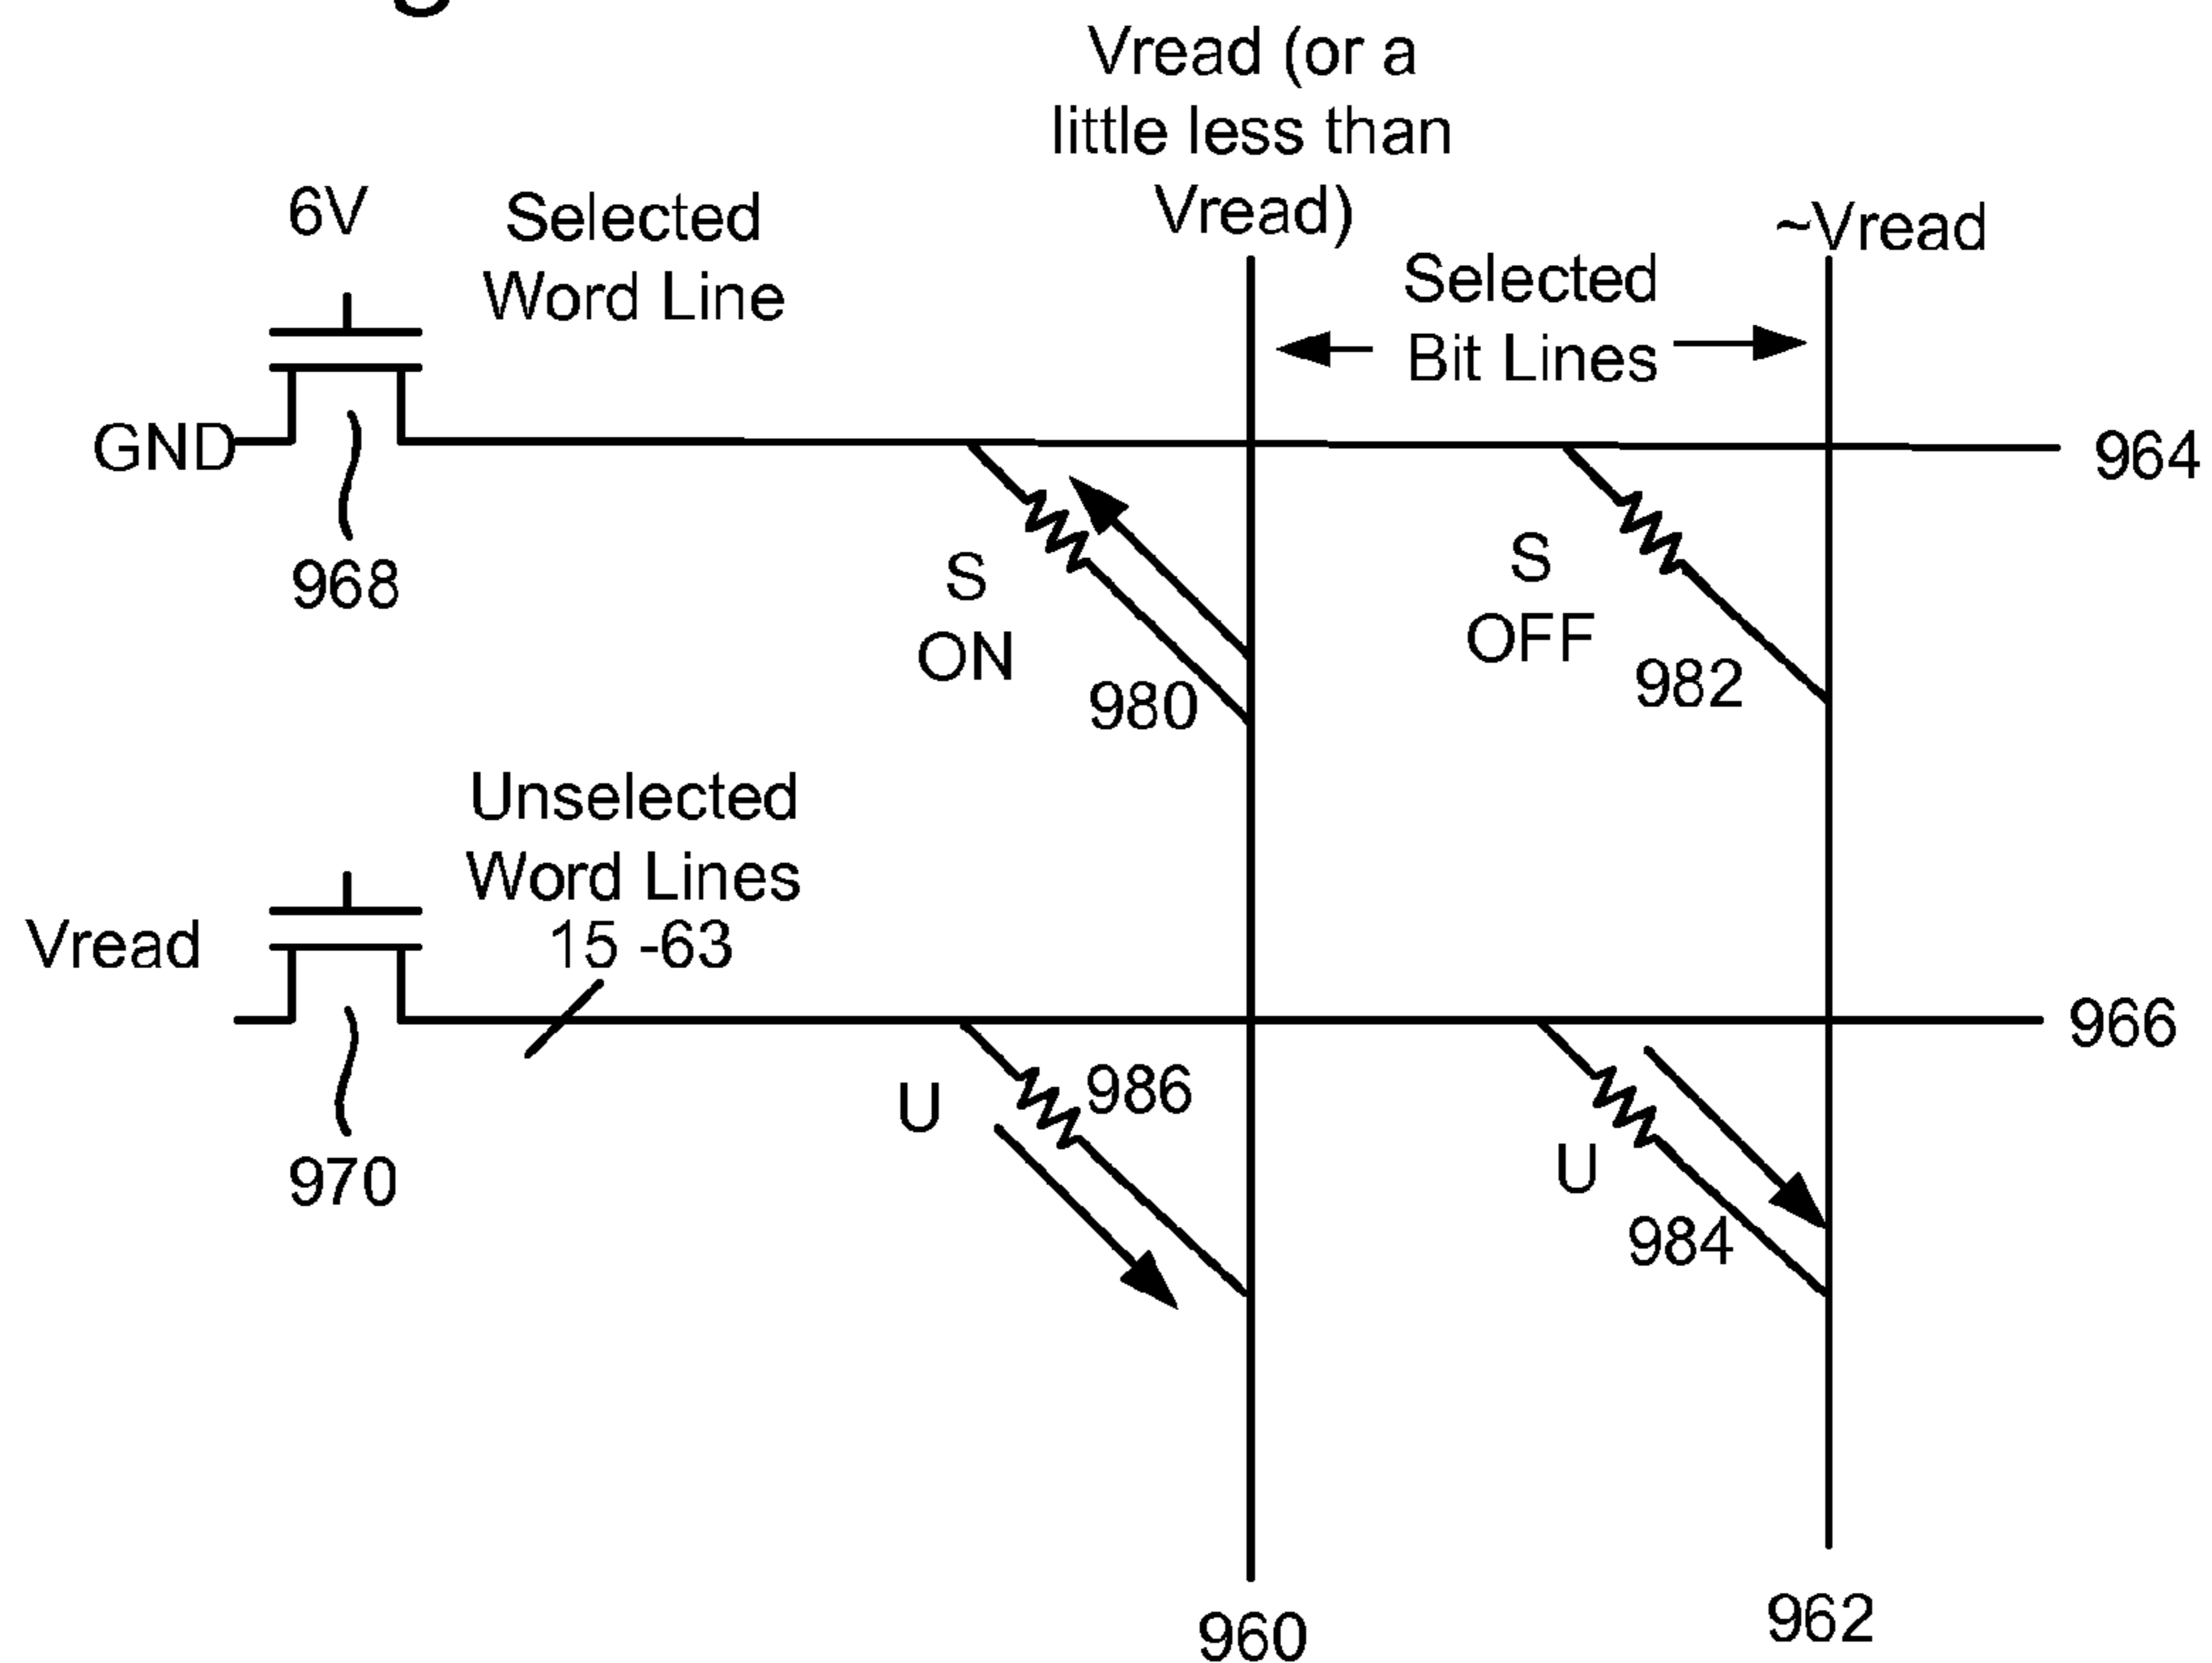 Vread (or a
little less than
Vread)
~Vread
6V
Selected
Word Line
Selected
Bit Lines
GND
964
968
S
ON
980
S
OFF
982
Unselected
Word Lines
15 -63
Vread
966
970
U
986
U
984
960
962